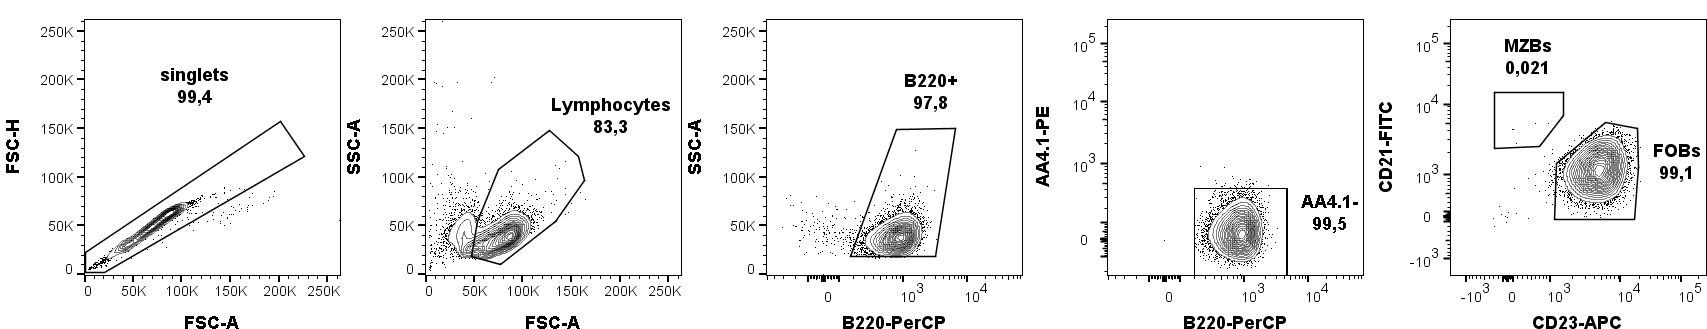 FSC-H
250K
200K
150K
100K
50K
0
singlets
99,4
0
50K
100K
150K
200K
250K
FSC-A
SSC-A
250K
200K
150K
100K
50K
0
Lymphocytes
83,3
0
50K
100K
150K
200K
250K
FSC-A
SSC-A
250K
200K
150K
100K
50K
0
B220+
97,8
0
10³
10⁴
B220-PerCP
AA4.1-PE
10⁵
10⁴
10³
0
AA4.1-
99,5
0
10³
10⁴
B220-PerCP
CD21-FITC
10⁵
10⁴
10³
0
-10³
MZBs
0,021
FOBs
99,1
-10³
0
10³
10⁴
10⁵
CD23-APC